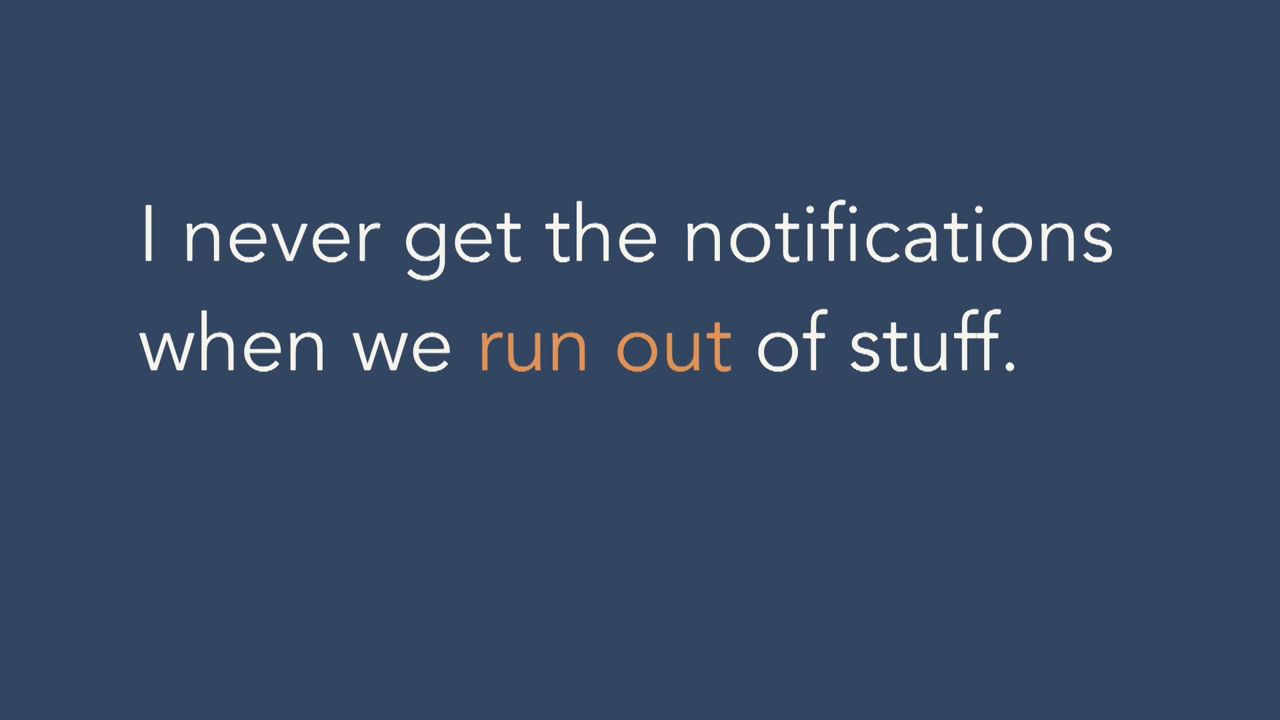 I never get the notifications
when we run out of stuff.